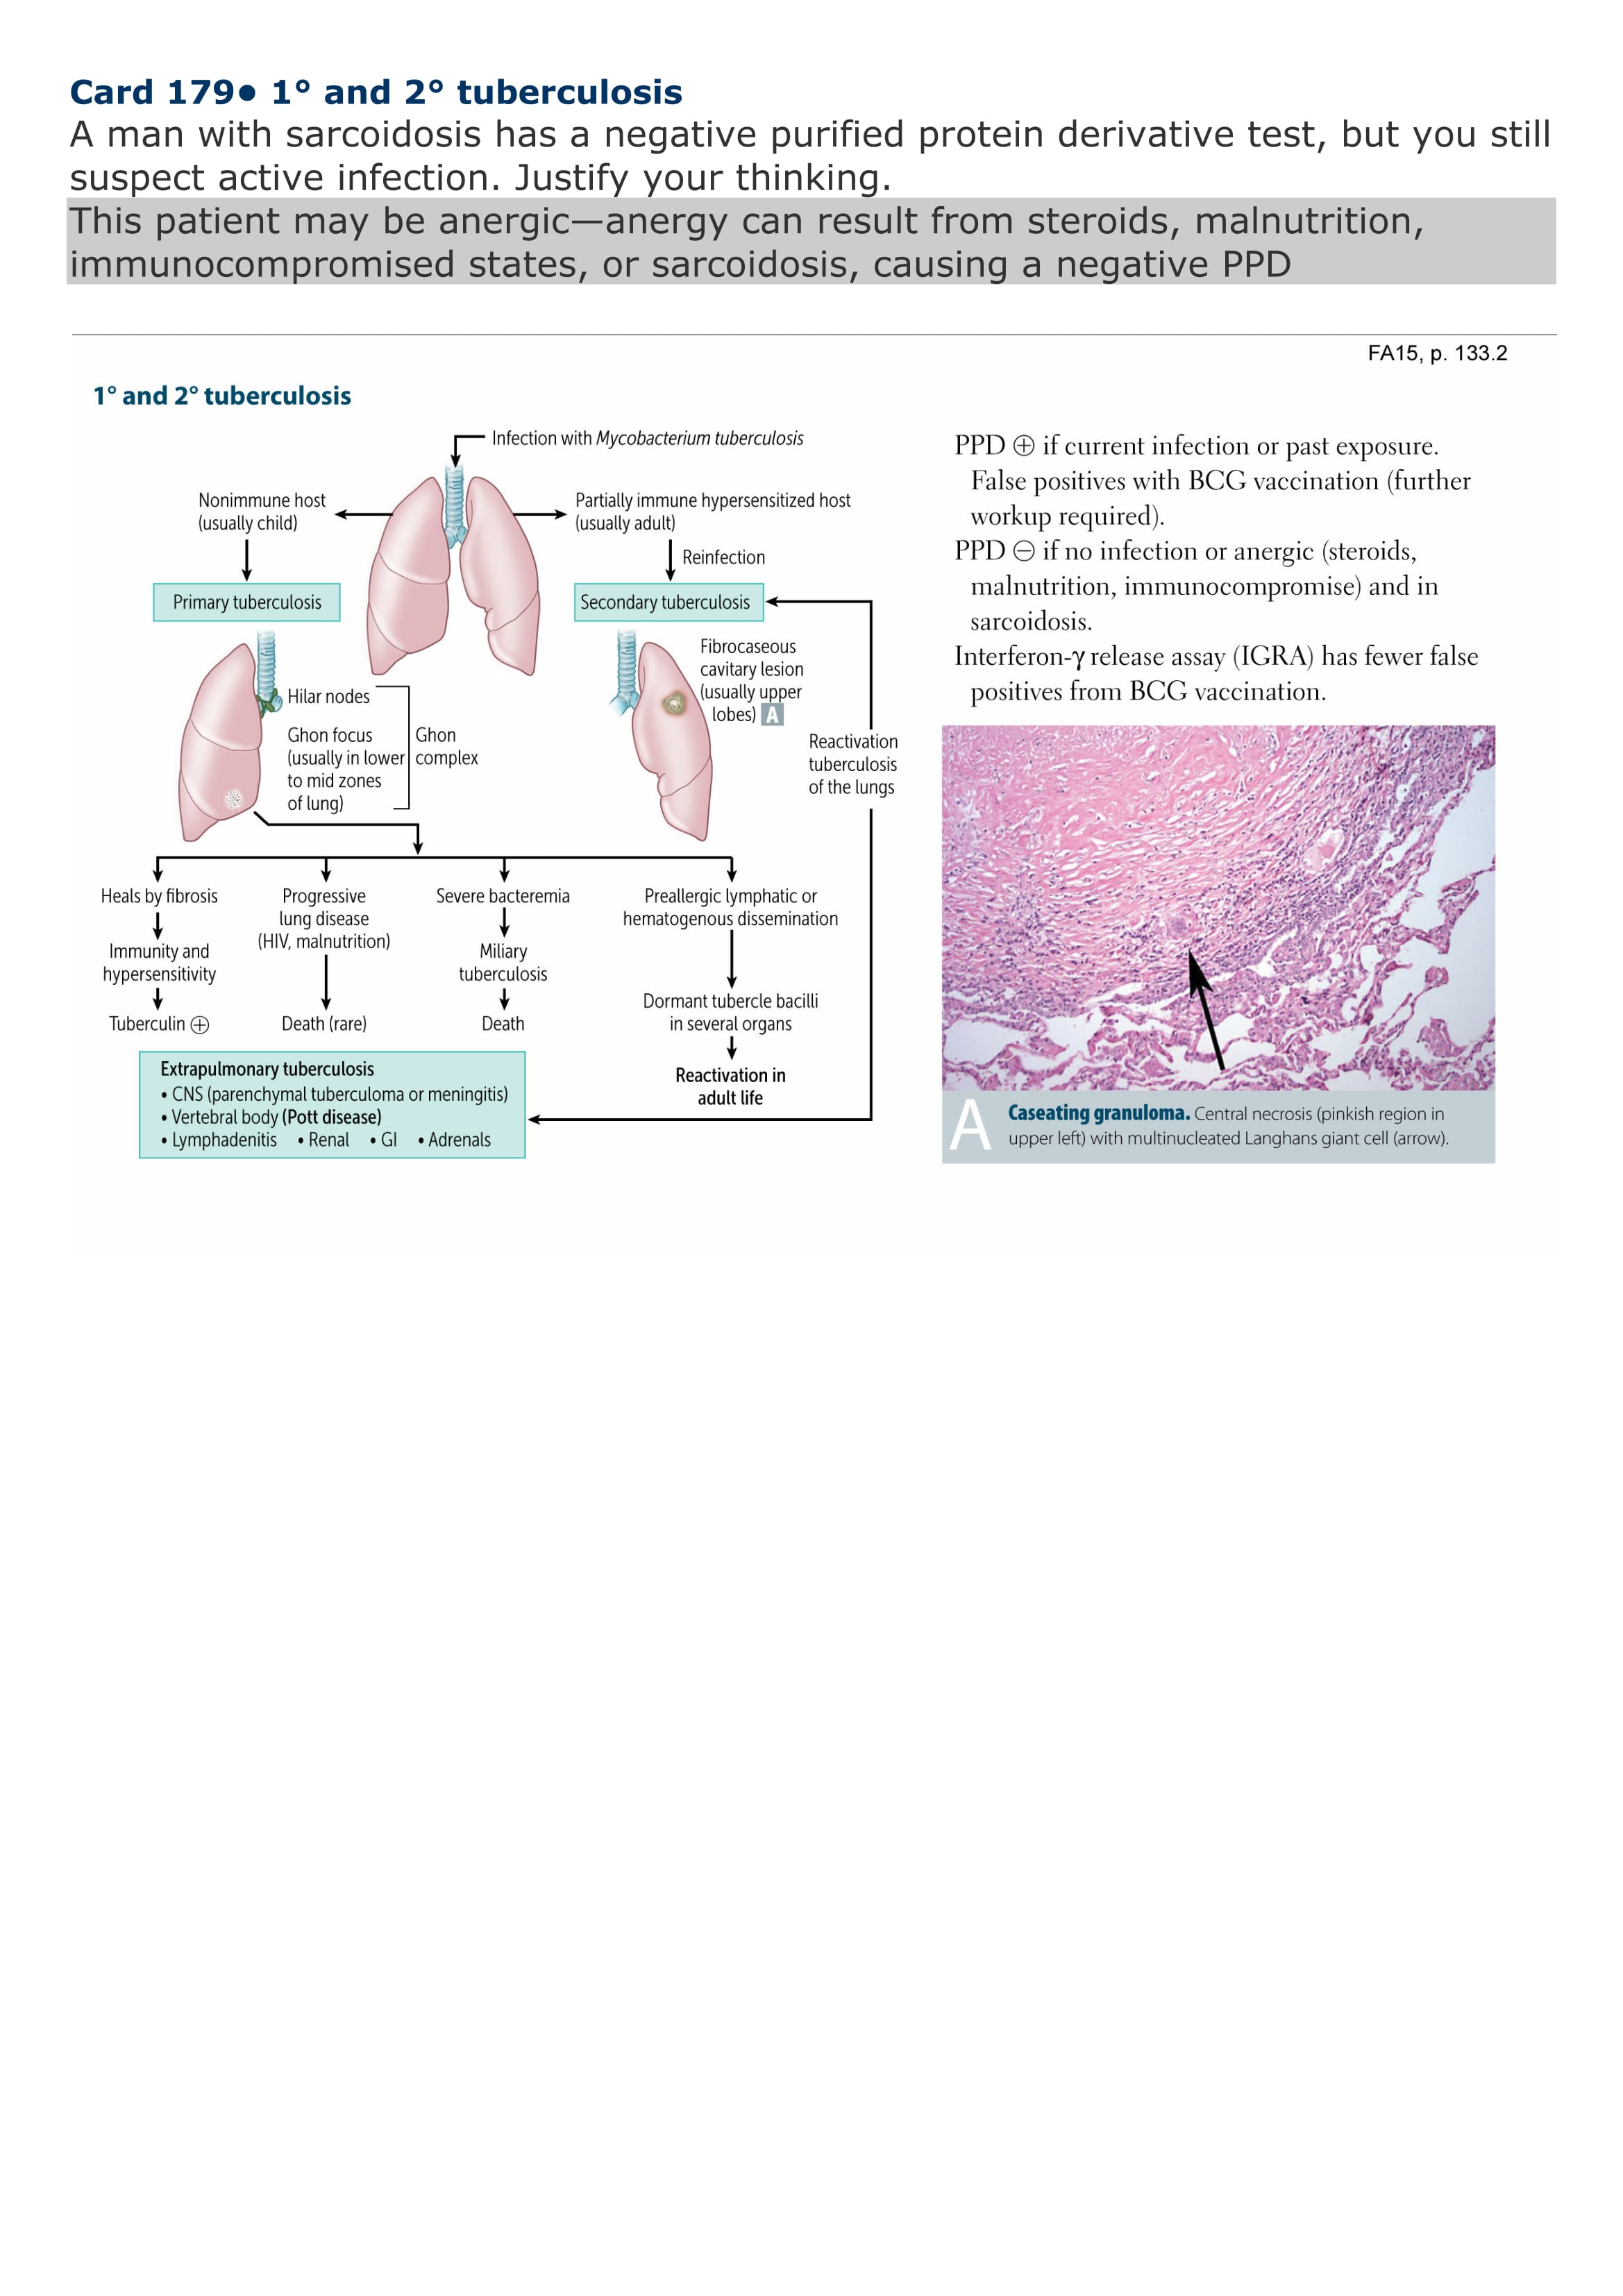 Card 179• 1° and 2° tuberculosis
A man with sarcoidosis has a negative purified protein derivative test, but you still
suspect active infection. Justify your thinking.
This patient may be anergic—anergy can result from steroids, malnutrition,
immunocompromised states, or sarcoidosis, causing a negative PPD
FA15, p. 133.2
1° and 2° tuberculosis
Infection with Mycobacterium tuberculosis
Nonimmune host
(usually child)
Partially immune hypersensitized host
(usually adult)
Reinfection
Primary tuberculosis
Secondary tuberculosis
Hilar nodes
Ghon focus
(usually in lower
to mid zones
of lung)
Ghon
complex
Fibrocaseous
cavitary lesion
(usually upper
lobes) A
Reactivation
tuberculosis
of the lungs
Heals by fibrosis
Immunity and
hypersensitivity
Tuberculin ⊕
Progressive
lung disease
(HIV, malnutrition)
Death (rare)
Severe bacteremia
Miliary
tuberculosis
Death
Preallergic lymphatic or
hematogenous dissemination
Dormant tubercle bacilli
in several organs
Reactivation in
adult life
Extrapulmonary tuberculosis
• CNS (parenchymal tuberculoma or meningitis)
• Vertebral body (Pott disease)
• Lymphadenitis • Renal • GI • Adrenals
PPD ⊕ if current infection or past exposure.
False positives with BCG vaccination (further
workup required).
PPD ⊖ if no infection or anergic (steroids,
malnutrition, immunocompromise) and in
sarcoidosis.
Interferon-γ release assay (IGRA) has fewer false
positives from BCG vaccination.
A
Caseating granuloma. Central necrosis (pinkish region in
upper left) with multinucleated Langhans giant cell (arrow).